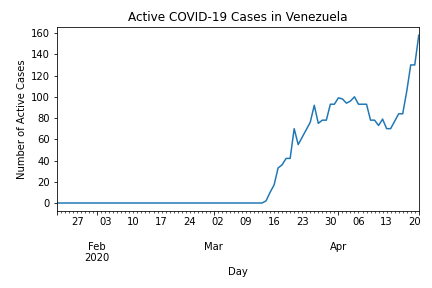 Active COVID-19 Cases in Venezuela
160
140
120
100
80
60
40
20
0
Number of Active Cases
27 03 10 17 24 02 09 16 23 30 06 13 20
Feb Mar Apr
2020
Day